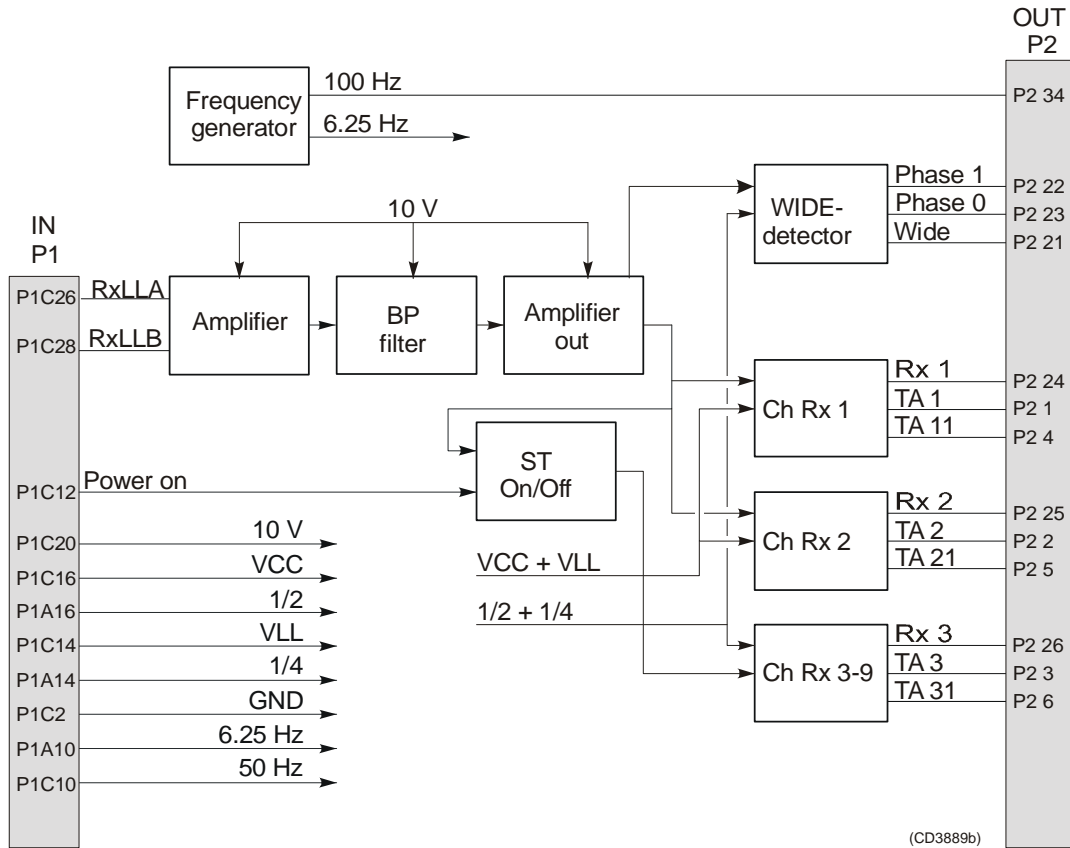 OUT
P2
Frequency
generator
100 Hz
6.25 Hz
P2 34
10 V
WIDE-
detector
Phase 1
Phase 0
Wide
P2 22
P2 23
P2 21
IN
P1
P1C26
RxLLA
P1C28
RxLLB
Amplifier
BP
filter
Amplifier
out
Ch Rx 1
Rx 1
TA 1
TA 11
P2 24
P2 1
P2 4
P1C12
Power on
ST
On/Off
Ch Rx 2
Rx 2
TA 2
TA 21
P2 25
P2 2
P2 5
P1C20
10 V
P1C16
VCC
P1A16
1/2
P1C14
VLL
P1A14
1/4
P1C2
GND
P1A10
6.25 Hz
P1C10
50 Hz
VCC + VLL
1/2 + 1/4
Ch Rx 3-9
Rx 3
TA 3
TA 31
P2 26
P2 3
P2 6
(CD3889b)